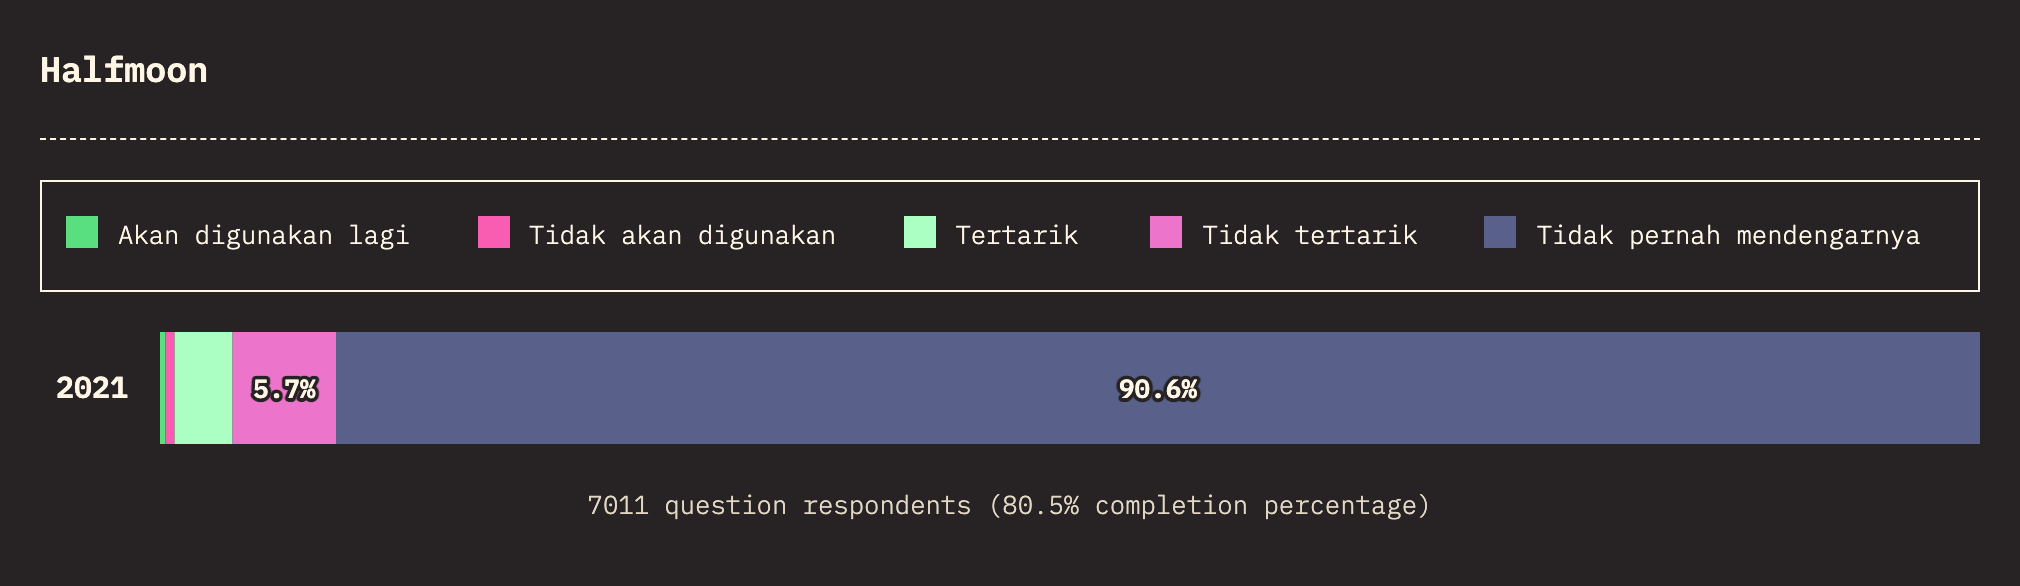 Halfmoon
Akan digunakan lagi Tidak akan digunakan Tertarik Tidak tertarik Tidak pernah mendengarnya
2021 5.7% 90.6%
7011 question respondents (80.5% completion percentage)